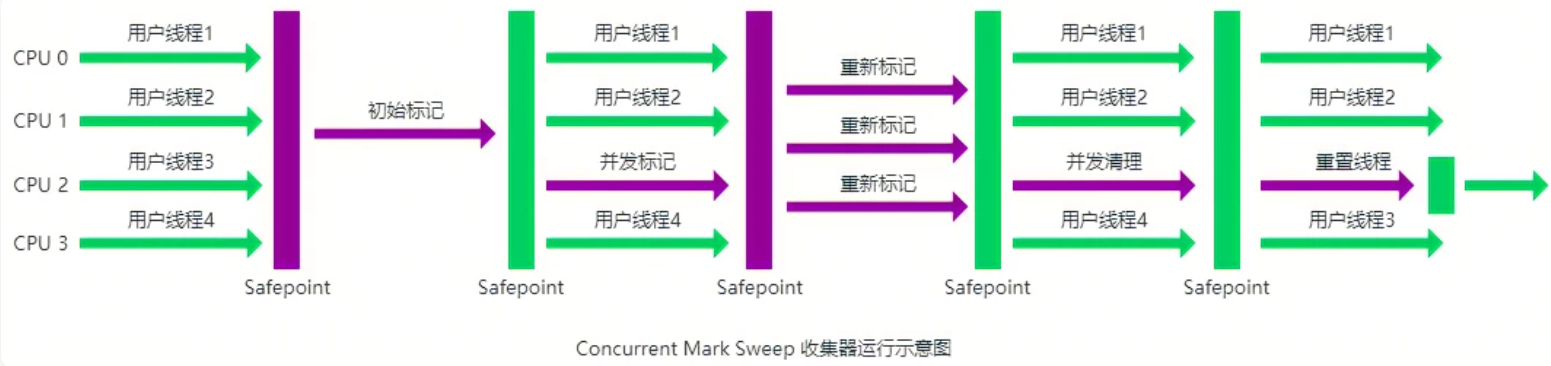 用户线程1
用户线程1
用户线程1
用户线程1
CPU 0
重新标记
用户线程2
用户线程2
用户线程2
用户线程2
初始标记
CPU 1
重新标记
用户线程3
并发标记
并发清理
重置线程
CPU 2
重新标记
用户线程4
用户线程4
用户线程4
用户线程3
CPU 3
Safepoint
Safepoint
Safepoint
Safepoint
Safepoint
Concurrent Mark Sweep 收集器运行示意图